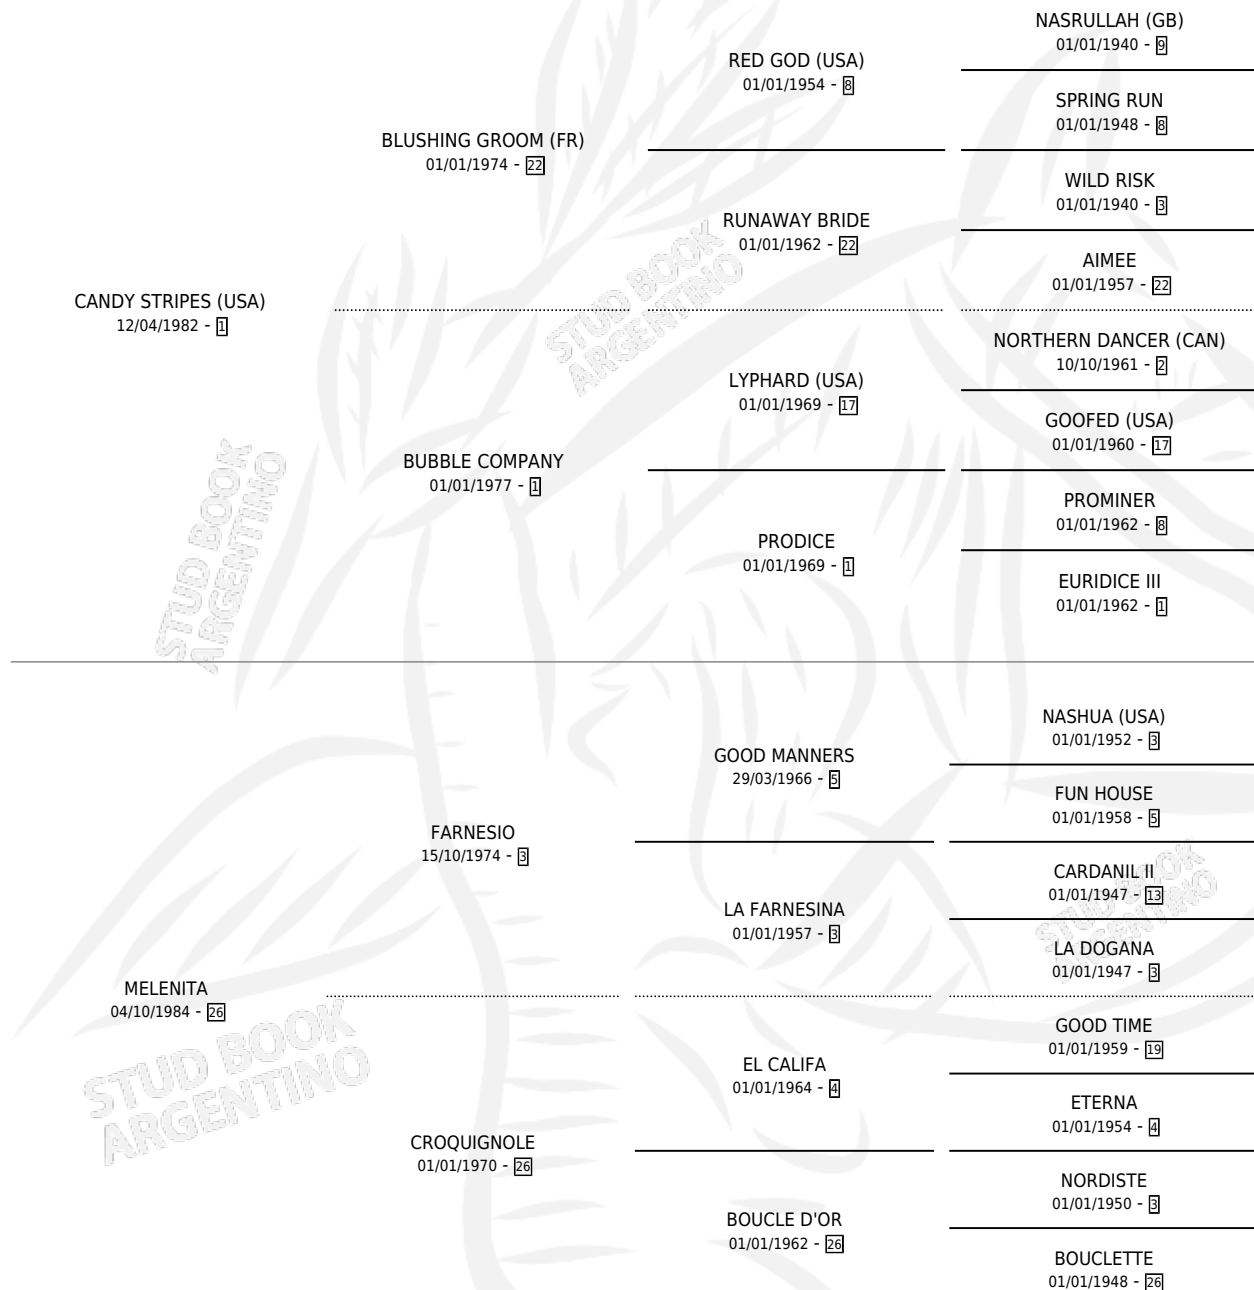 NASRULLAH (GB)
01/01/1940 - 9
RED GOD (USA)
01/01/1954 - 8
SPRING RUN
01/01/1948 - 8
BLUSHING GROOM (FR)
01/01/1974 - 22
WILD RISK
01/01/1940 - 3
RUNAWAY BRIDE
01/01/1962 - 22
AIMEE
01/01/1957 - 22
CANDY STRIPES (USA)
12/04/1982 - 1
NORTHERN DANCER (CAN)
10/10/1961 - 2
LYPHARD (USA)
01/01/1969 - 17
GOOFED (USA)
01/01/1960 - 17
BUBBLE COMPANY
01/01/1977 - 1
PROMINER
01/01/1962 - 8
PRODICE
01/01/1969 - 1
EURIDICE III
01/01/1962 - 1
NASHUA (USA)
01/01/1952 - 3
GOOD MANNERS
29/03/1966 - 5
FUN HOUSE
01/01/1958 - 5
FARNESIO
15/10/1974 - 3
CARDANIL II
01/01/1947 - 13
LA FARNESINA
01/01/1957 - 3
LA DOGANA
01/01/1947 - 3
MELENITA
04/10/1984 - 26
GOOD TIME
01/01/1959 - 19
EL CALIFA
01/01/1964 - 4
ETERNA
01/01/1954 - 4
CROQUIGNOLE
01/01/1970 - 26
NORDISTE
01/01/1950 - 3
BOUCLE D'OR
01/01/1962 - 26
BOUCLETTE
01/01/1948 - 26
STUD BOOK
ARGENTINO
STUD BOOK
ARGENTINO
STUD BOOK
ARGENTINO
STUD BOOK
ARGENTINO